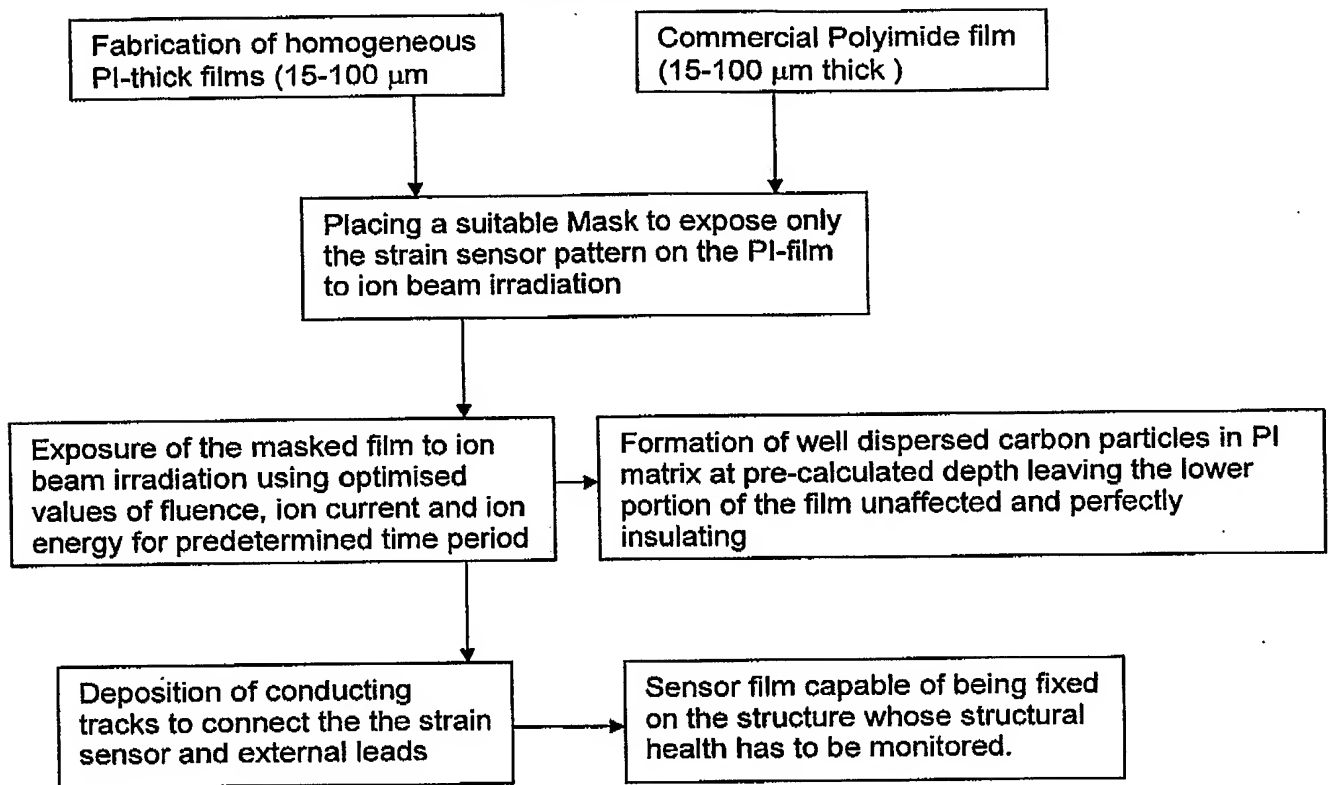 Fabrication of homogeneous
PI-thick films (15-100 μm
Commercial Polyimide film
(15-100 μm thick )
Placing a suitable Mask to expose only
the strain sensor pattern on the PI-film
to ion beam irradiation
Exposure of the masked film to ion
beam irradiation using optimised
values of fluence, ion current and ion
energy for predetermined time period
Formation of well dispersed carbon particles in PI
matrix at pre-calculated depth leaving the lower
portion of the film unaffected and perfectly
insulating
Deposition of conducting
tracks to connect the the strain
sensor and external leads
Sensor film capable of being fixed
on the structure whose structural
health has to be monitored.